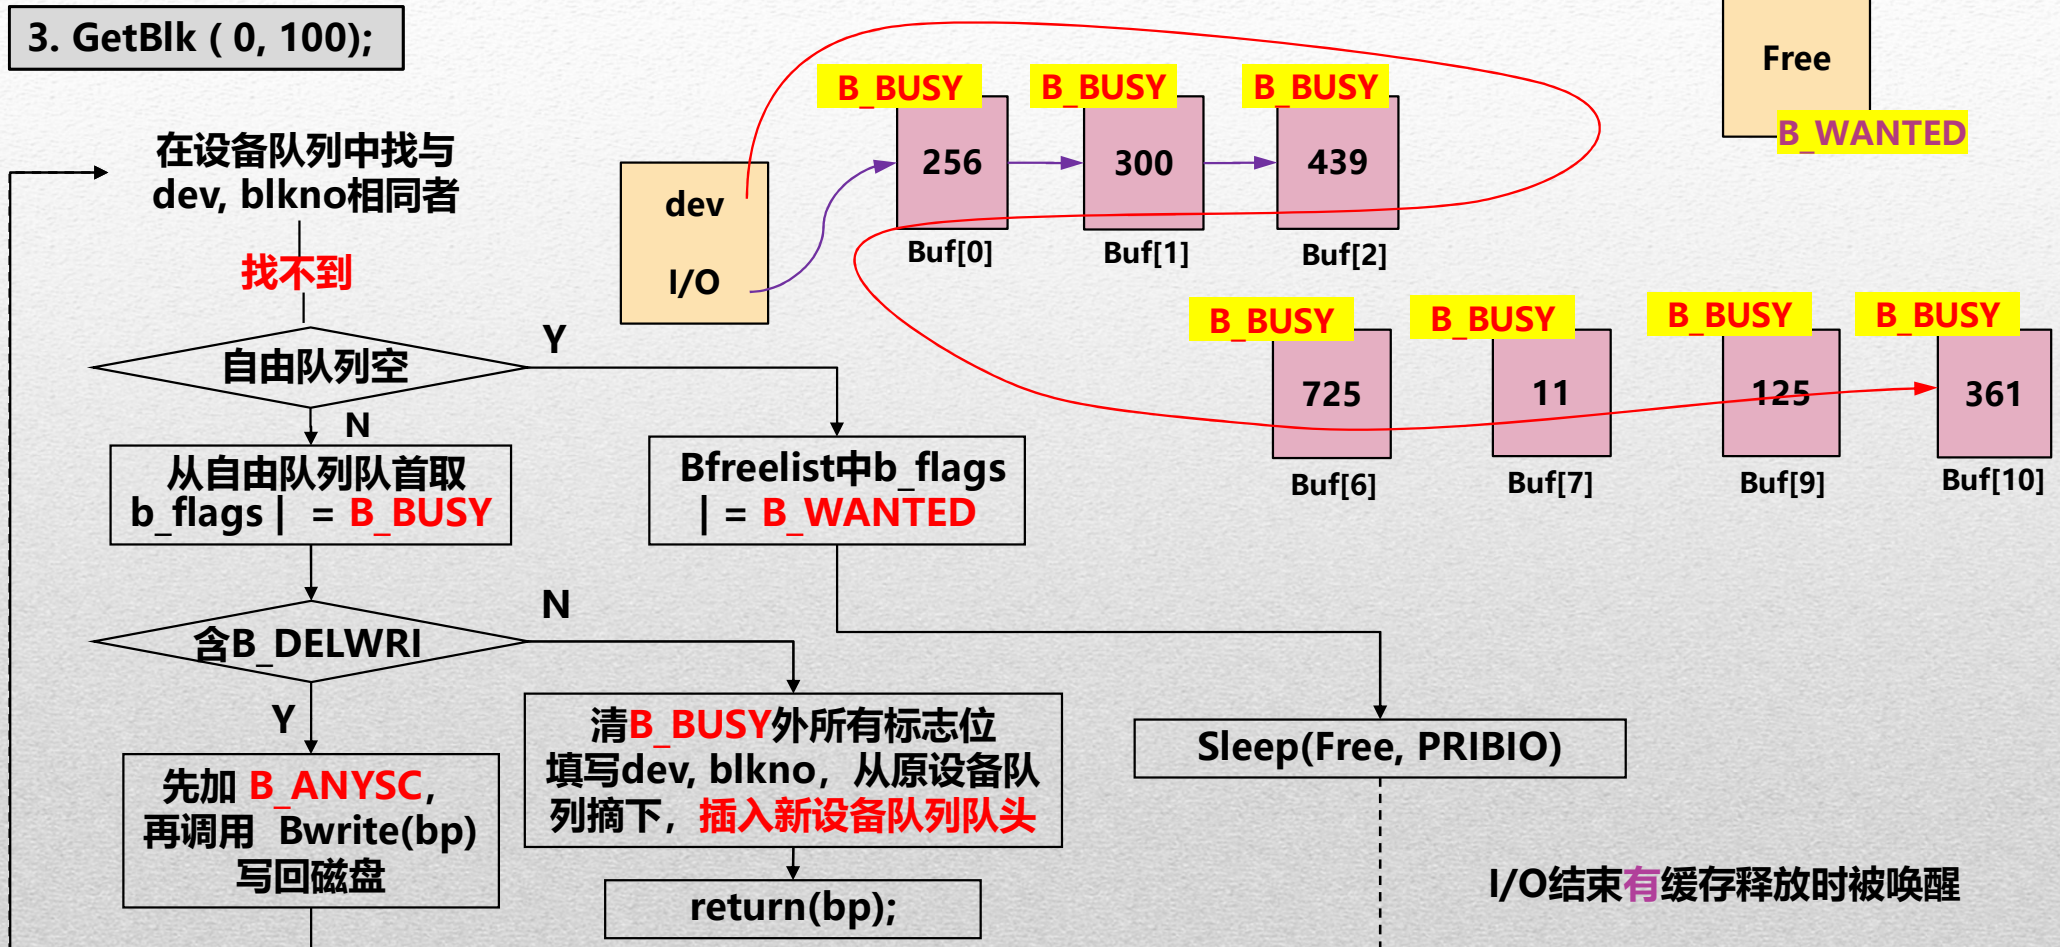 3. GetBlk ( 0, 100);
在设备队列中找与
dev, blkno相同者
找不到
自由队列空
Y
N
从自由队列队首取
b_flags | = B_BUSY
Bfreelist中b_flags
| = B_WANTED
含B_DELWRI
N
Y
先加 B_ANYSC,
再调用 Bwrite(bp)
写回磁盘
清B_BUSY外所有标志位
填写dev, blkno，从原设备队
列摘下，插入新设备队列队头
return(bp);
Sleep(Free, PRIBIO)
I/O结束有缓存释放时被唤醒
dev
I/O
B_BUSY
256
Buf[0]
B_BUSY
300
Buf[1]
B_BUSY
439
Buf[2]
Free
B_WANTED
B_BUSY
725
Buf[6]
B_BUSY
11
Buf[7]
B_BUSY
125
Buf[9]
B_BUSY
361
Buf[10]